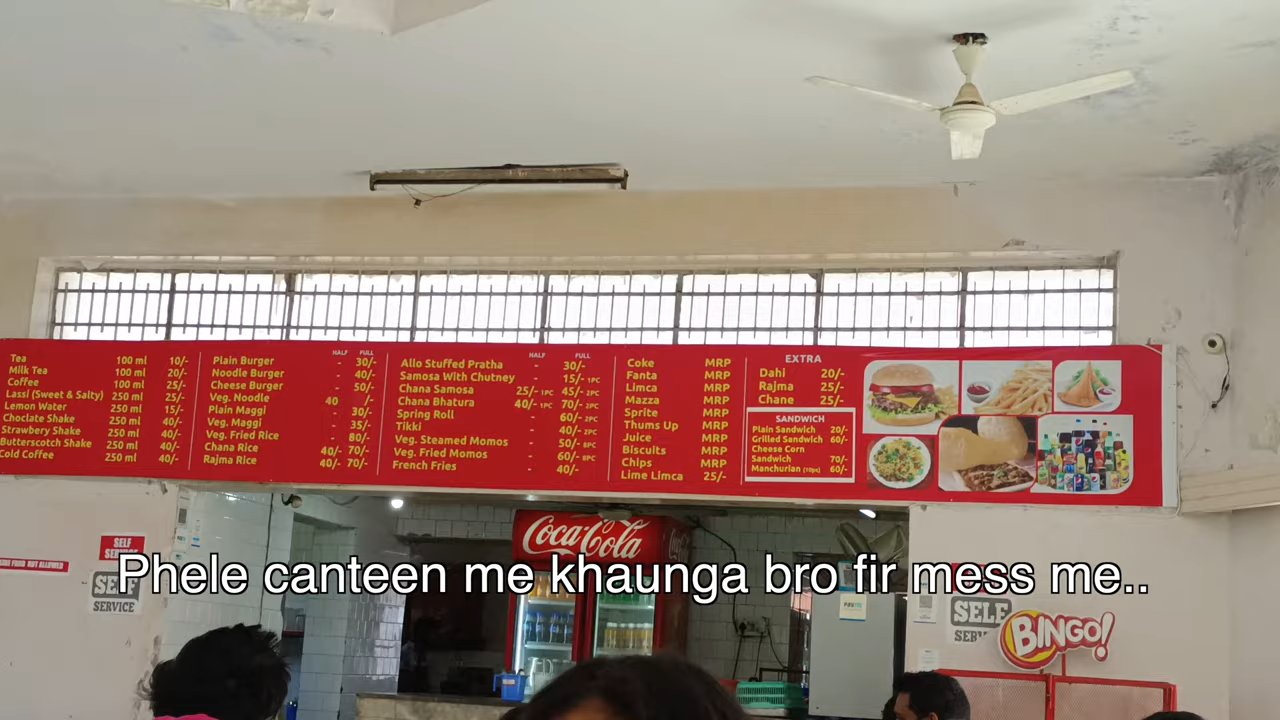 Tea 100 ml 10/-
Milk Tea 100 ml 20/-
Coffee 100 ml 25/-
Lassi (Sweet & Salty) 250 ml 25/-
Lemon Water 250 ml 15/-
Choclate Shake 250 ml 40/-
Strawbery Shake 250 ml 40/-
Butterscotch Shake 250 ml 40/-
Cold Coffee 250 ml 40/-
HALF FULL
Plain Burger - 30/-
Noodle Burger - 40/-
Cheese Burger - 50/-
Veg. Noodle 40 /-
Plain Maggi - 30/-
Veg. Maggi - 35/-
Veg. Fried Rice - 80/-
Chana Rice 40/- 70/-
Rajma Rice 40/- 70/-
HALF FULL
Allo Stuffed Pratha - 30/-
Samosa With Chutney - 15/- 1PC
Chana Samosa 25/- 1PC 45/- 2PC
Chana Bhatura 40/- 1PC 70/- 2PC
Spring Roll - 60/- 2PC
Tikki - 40/- 2PC
Veg. Steamed Momos - 50/- 8PC
Veg. Fried Momos - 60/- 8PC
French Fries - 40/-
Coke MRP
Fanta MRP
Limca MRP
Mazza MRP
Sprite MRP
Thums Up MRP
Juice MRP
Biscuits MRP
Chips MRP
Lime Limca 25/-
EXTRA
Dahi 20/-
Rajma 25/-
Chane 25/-
SANDWICH
Plain Sandwich 20/-
Grilled Sandwich 60/-
Cheese Corn
Sandwich 70/-
Manchurian (10ps) 60/-
Coca-Cola
SELF
SERVICE
FOOD NOT ALLOWED
SELF
SERVICE
Phele canteen me khaunga bro fir mess me..
PAYTM
SELF
SERV
BINGO!